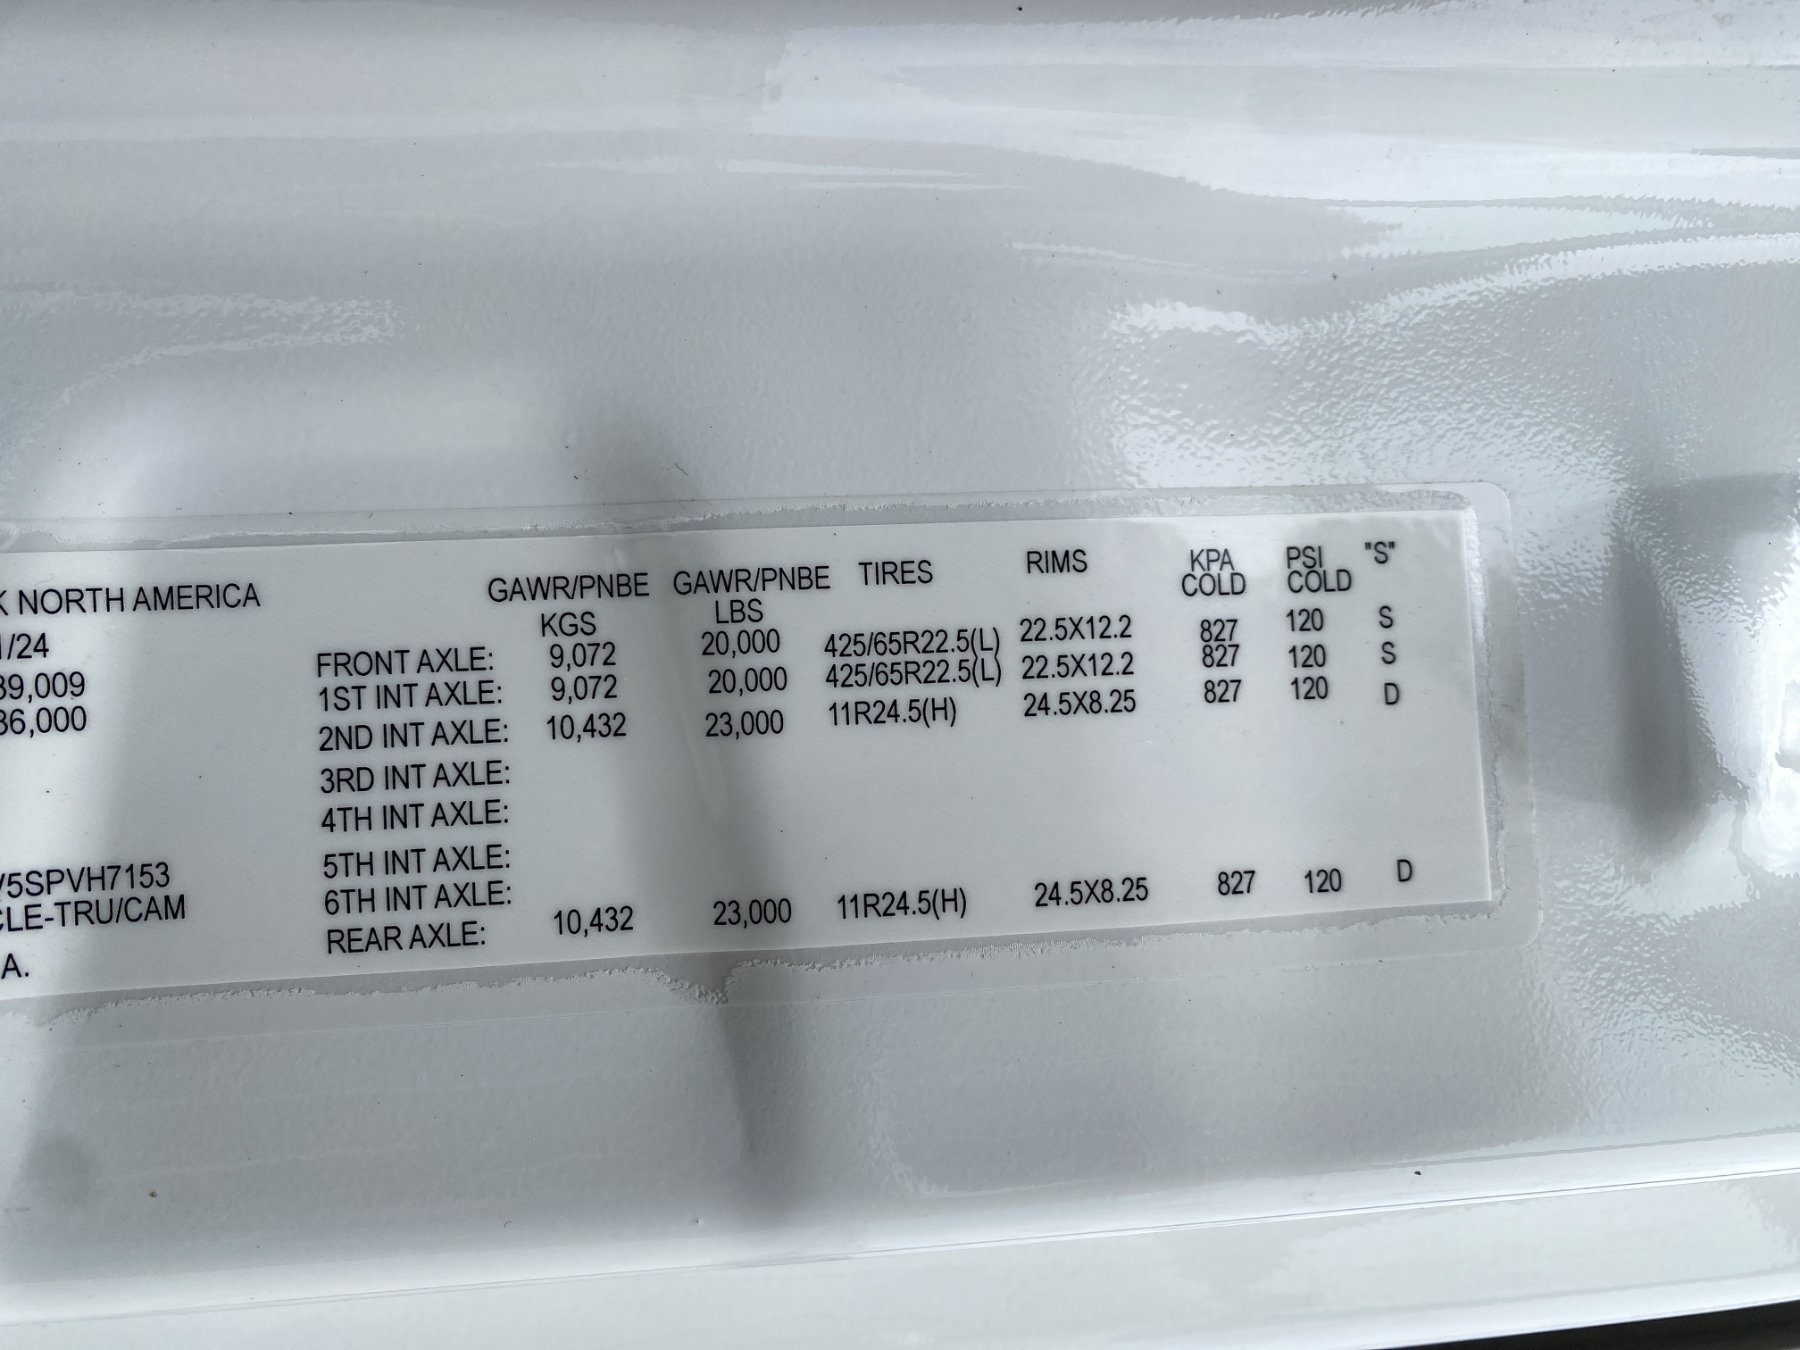 K NORTH AMERICA
1/24
39,009
36,000
V5SPVH7153
CLE-TRU/CAM
A.
GAWR/PNBE GAWR/PNBE TIRES RIMS KPA PSI "S"
KGS LBS COLD COLD
FRONT AXLE: 9,072 20,000 425/65R22.5(L) 22.5X12.2 827 120 S
1ST INT AXLE: 9,072 20,000 425/65R22.5(L) 22.5X12.2 827 120 S
2ND INT AXLE: 10,432 23,000 11R24.5(H) 24.5X8.25 827 120 D
3RD INT AXLE:
4TH INT AXLE:
5TH INT AXLE:
6TH INT AXLE:
REAR AXLE: 10,432 23,000 11R24.5(H) 24.5X8.25 827 120 D